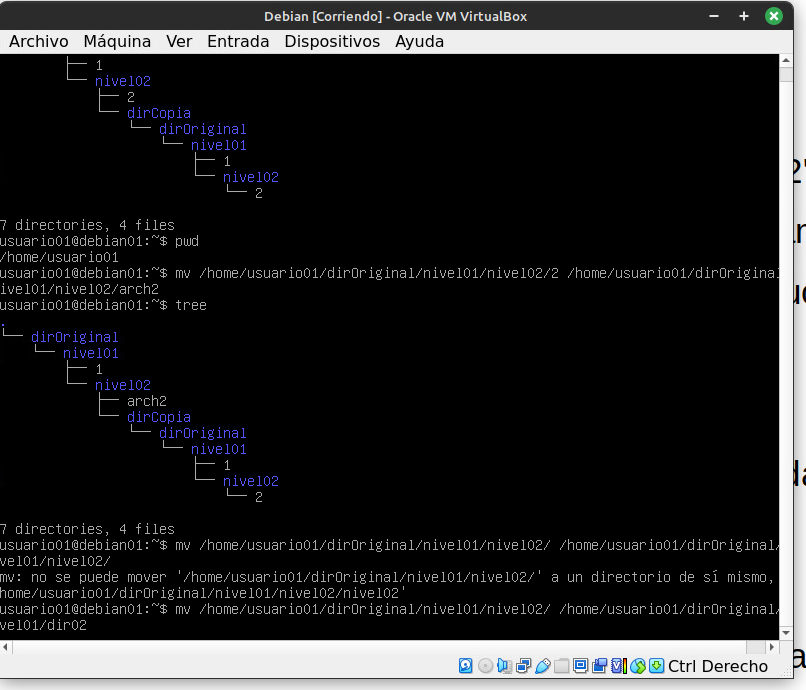 Debian [Corriendo] - Oracle VM VirtualBox
Archivo Máquina Ver Entrada Dispositivos Ayuda
├── 1
└── nivel02
├── 2
└── dirCopia
└── dirOriginal
└── nivel01
├── 1
└── nivel02
└── 2
7 directories, 4 files
usuario01@debian01:~$ pwd
/home/usuario01
usuario01@debian01:~$ mv /home/usuario01/dirOriginal/nivel01/nivel02/2 /home/usuario01/dirOriginal
ivel01/nivel02/arch2
usuario01@debian01:~$ tree
.
└── dirOriginal
└── nivel01
├── 1
└── nivel02
├── arch2
└── dirCopia
└── dirOriginal
└── nivel01
├── 1
└── nivel02
└── 2
7 directories, 4 files
usuario01@debian01:~$ mv /home/usuario01/dirOriginal/nivel01/nivel02/ /home/usuario01/dirOriginal/
vel01/nivel02/
mv: no se puede mover '/home/usuario01/dirOriginal/nivel01/nivel02/' a un directorio de sí mismo,
home/usuario01/dirOriginal/nivel01/nivel02/nivel02'
usuario01@debian01:~$ mv /home/usuario01/dirOriginal/nivel01/nivel02/ /home/usuario01/dirOriginal/
vel01/dir02
Ctrl Derecho